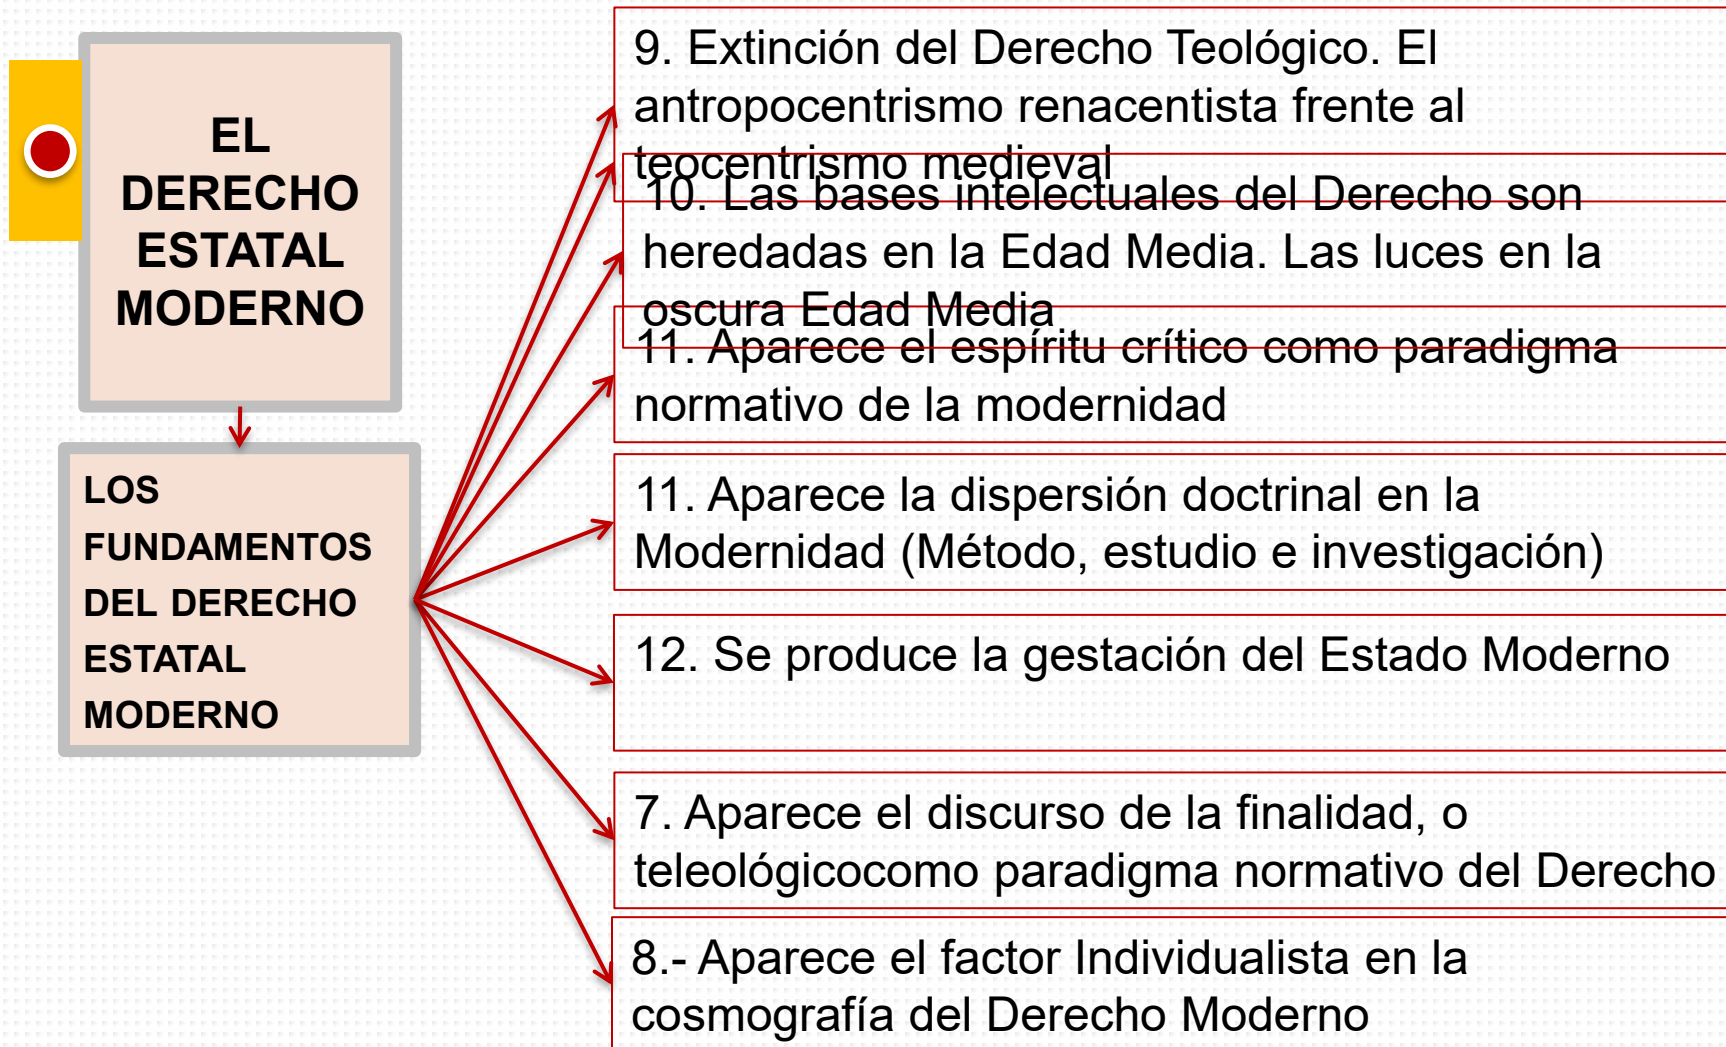 EL
DERECHO
ESTATAL
MODERNO
LOS
FUNDAMENTOS
DEL DERECHO
ESTATAL
MODERNO
9. Extinción del Derecho Teológico. El
antropocentrismo renacentista frente al
teocentrismo medieval
10. Las bases intelectuales del Derecho son
heredadas en la Edad Media. Las luces en la
oscura Edad Media
11. Aparece el espíritu crítico como paradigma
normativo de la modernidad
11. Aparece la dispersión doctrinal en la
Modernidad (Método, estudio e investigación)
12. Se produce la gestación del Estado Moderno
7. Aparece el discurso de la finalidad, o
teleológicocomo paradigma normativo del Derecho
8.- Aparece el factor Individualista en la
cosmografía del Derecho Moderno